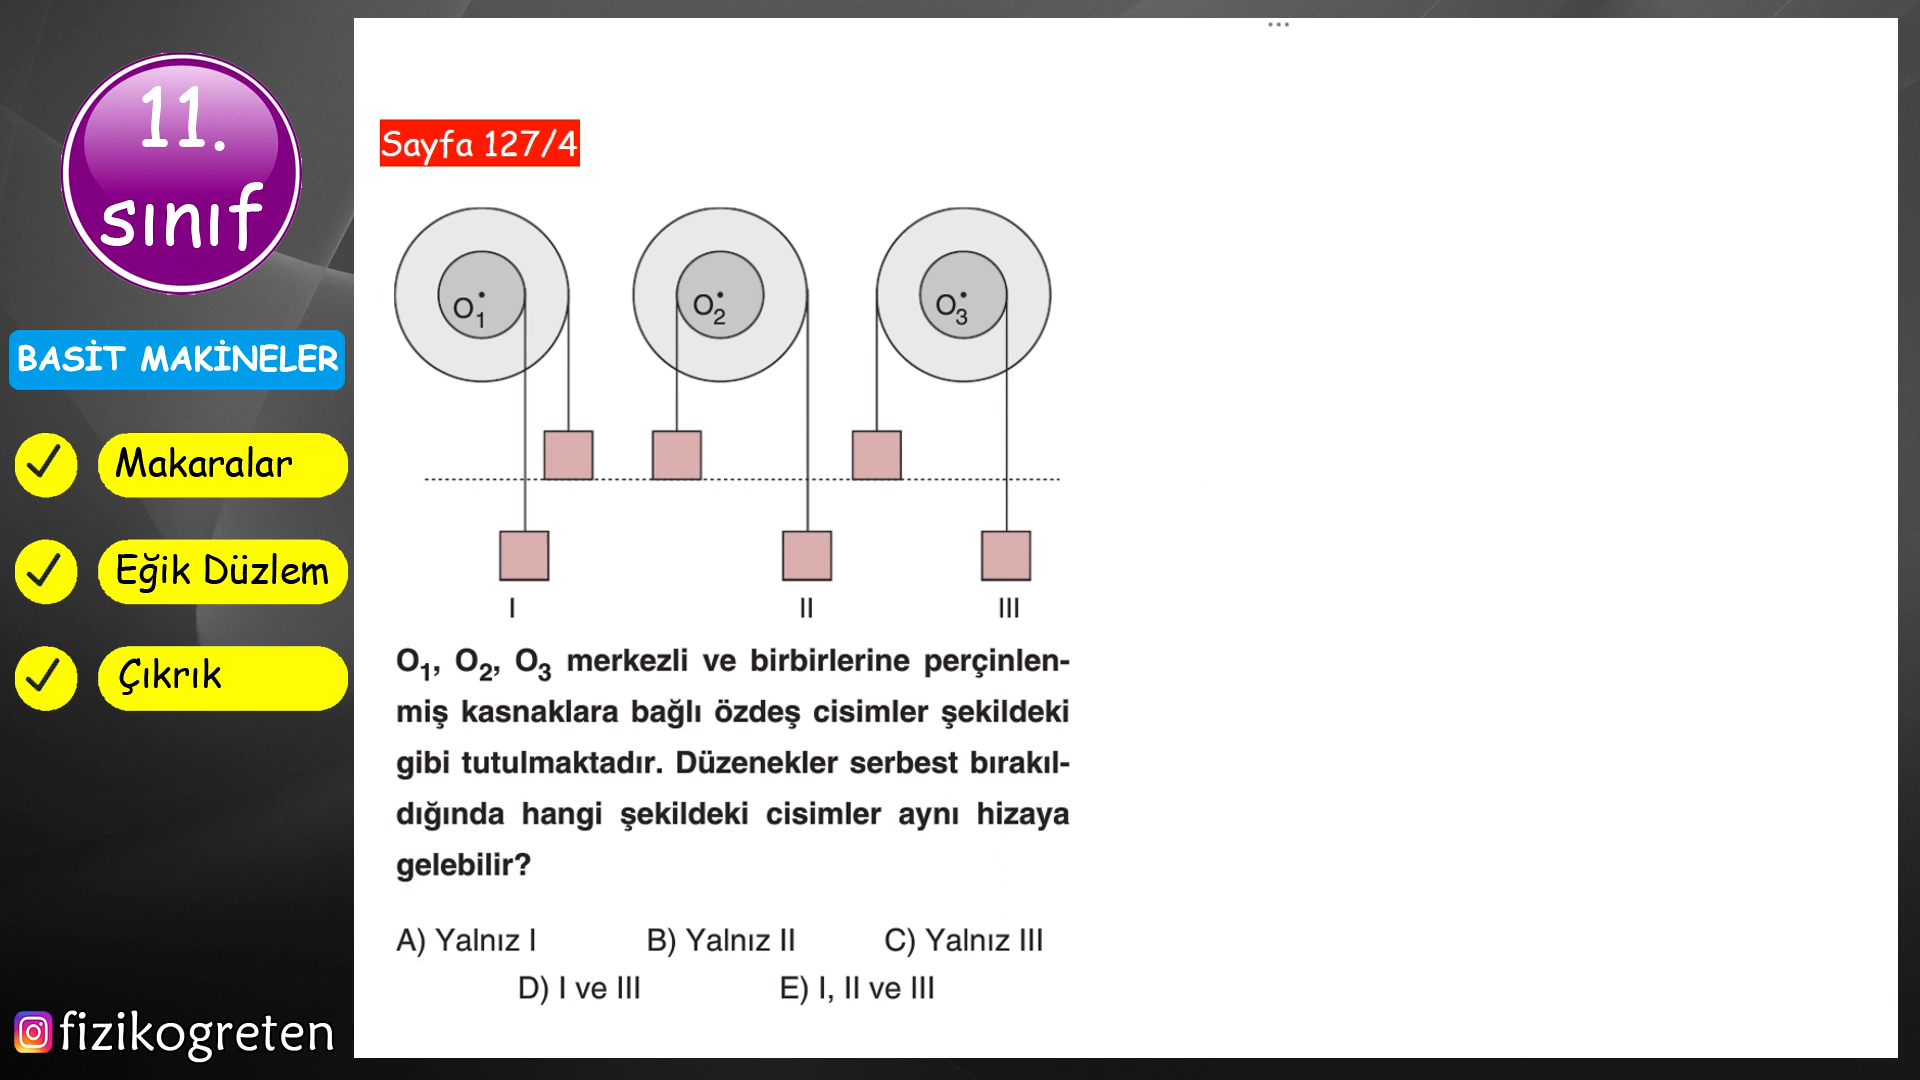 11.
sınıf
BASİT MAKİNELER
Makaralar
Eğik Düzlem
Çıkrık
fizikogreten
Sayfa 127/4
O1 O2 O3
I II III
O1, O2, O3 merkezli ve birbirlerine perçinlen-
miş kasnaklara bağlı özdeş cisimler şekildeki
gibi tutulmaktadır. Düzenekler serbest bırakıl-
dığında hangi şekildeki cisimler aynı hizaya
gelebilir?
A) Yalnız I B) Yalnız II C) Yalnız III
D) I ve III E) I, II ve III